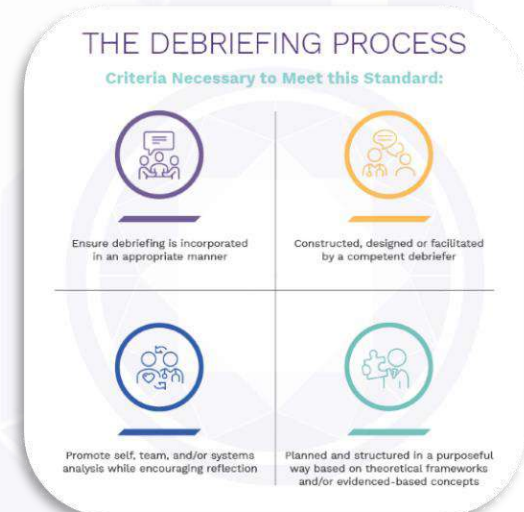 THE DEBRIEFING PROCESS
Criteria Necessary to Meet this Standard:
Ensure debriefing is incorporated
in an appropriate manner
Constructed, designed or facilitated
by a competent debriefer
Promote self, team, and/or systems
analysis while encouraging reflection
Planned and structured in a purposeful
way based on theoretical frameworks
and/or evidenced-based concepts